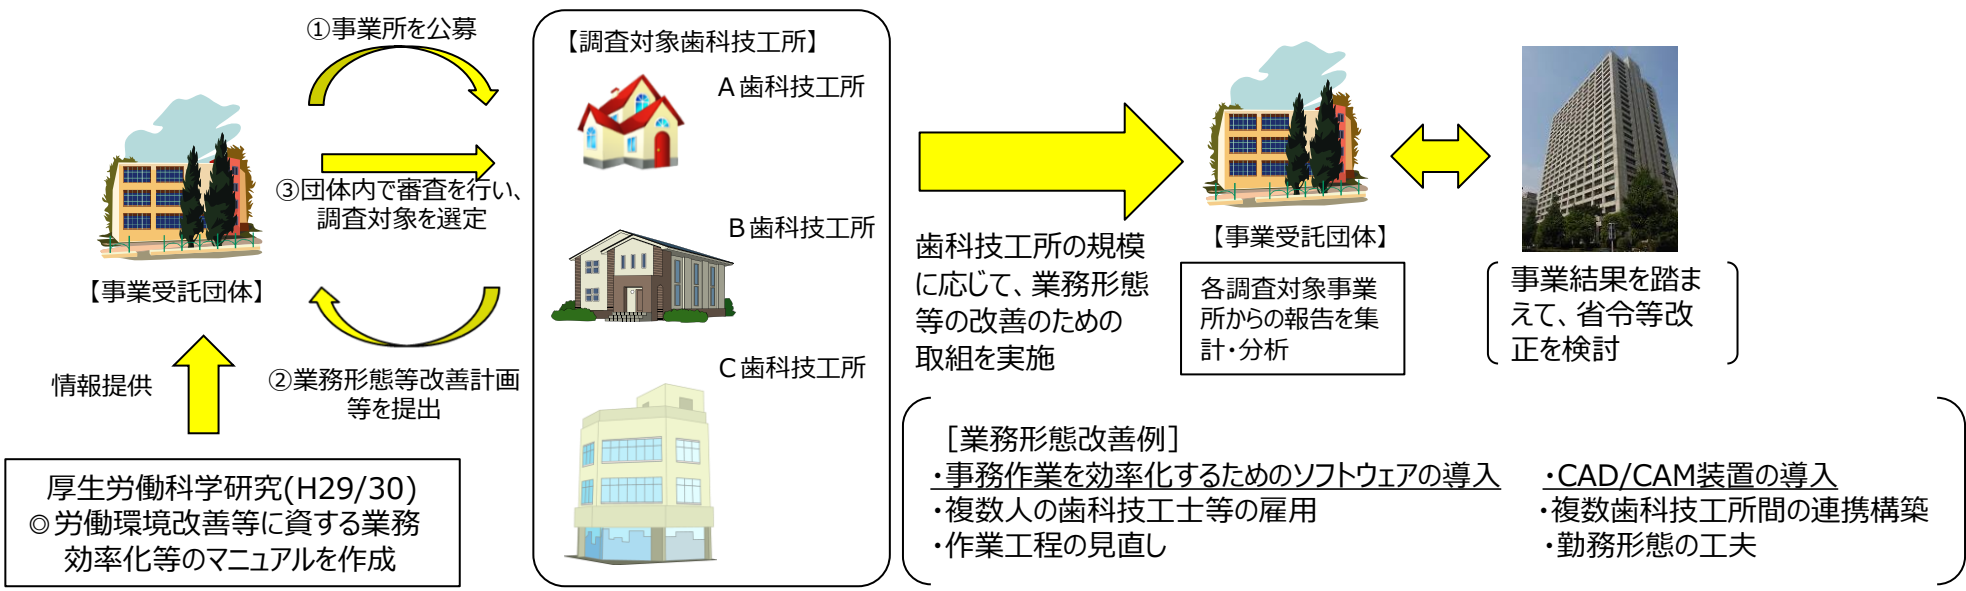 ①事業所を公募
③団体内で審査を行い、
調査対象を選定
【事業受託団体】
②業務形態等改善計画
等を提出
情報提供
厚生労働科学研究(H29/30)
◎労働環境改善等に資する業務
効率化等のマニュアルを作成
【調査対象歯科技工所】
A歯科技工所
B歯科技工所
C歯科技工所
歯科技工所の規模
に応じて、業務形態
等の改善のための
取組を実施
【事業受託団体】
各調査対象事業
所からの報告を集
計・分析
事業結果を踏ま
えて、省令等改
正を検討
［業務形態改善例］
・事務作業を効率化するためのソフトウェアの導入
・複数人の歯科技工士等の雇用
・作業工程の見直し
・CAD/CAM装置の導入
・複数歯科技工所間の連携構築
・勤務形態の工夫